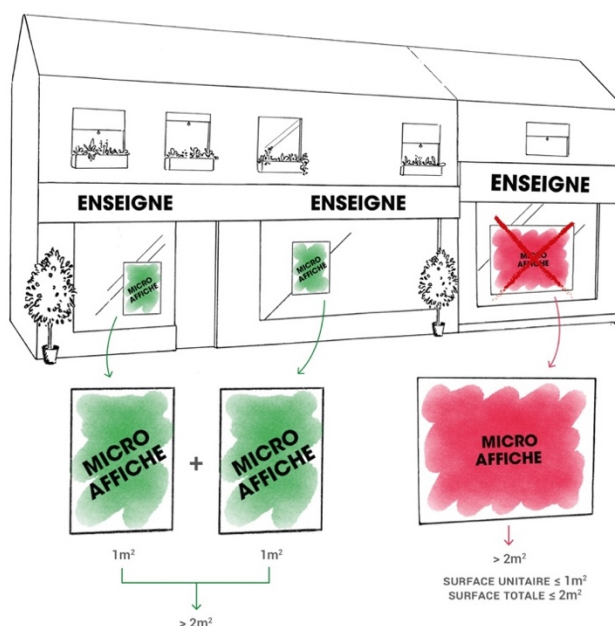 ENSEIGNE
ENSEIGNE
ENSEIGNE
MICRO
AFFICHE
MICRO
AFFICHE
MICRO
AFFICHE
MICRO
AFFICHE
+
MICRO
AFFICHE
MICRO
AFFICHE
1m²
1m²
> 2m²
> 2m²
SURFACE UNITAIRE ≤ 1m²
SURFACE TOTALE ≤ 2m²